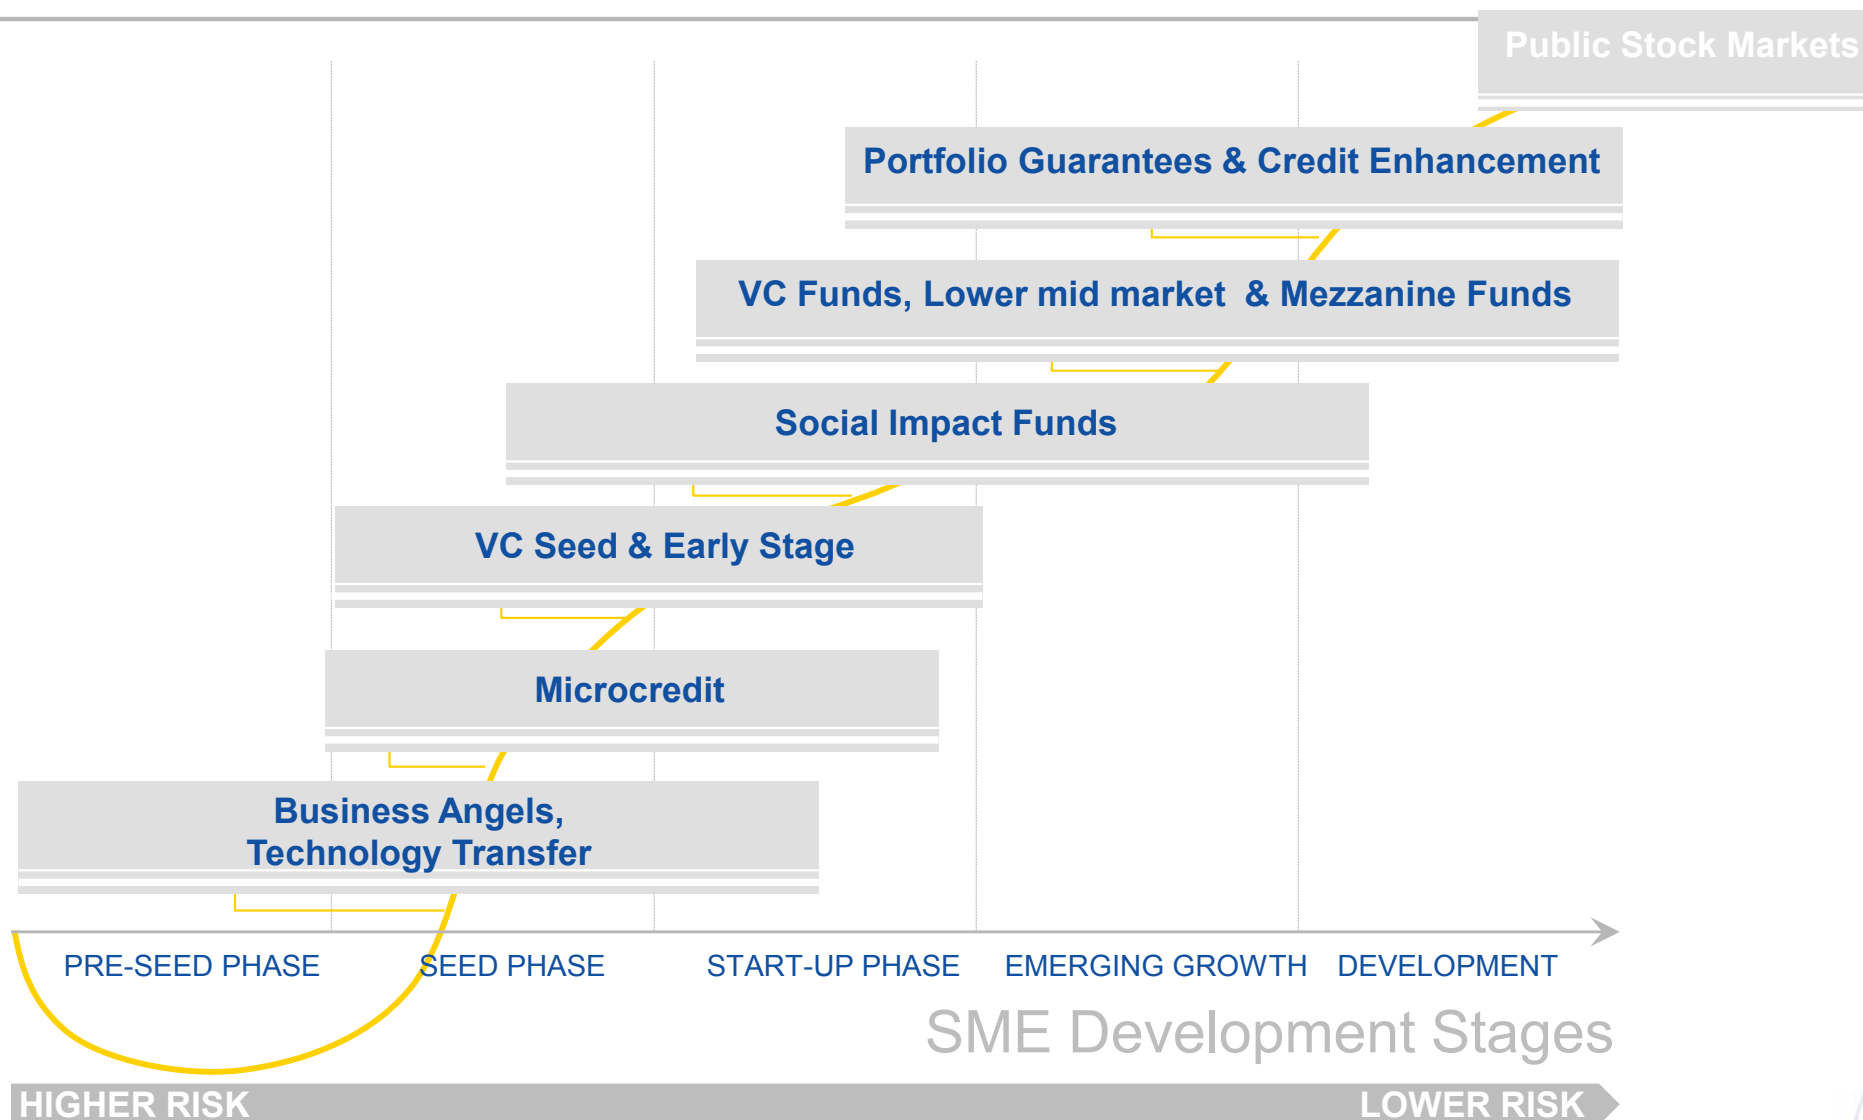 Public Stock Markets
Portfolio Guarantees & Credit Enhancement
VC Funds, Lower mid market & Mezzanine Funds
Social Impact Funds
VC Seed & Early Stage
Microcredit
Business Angels,
Technology Transfer
PRE-SEED PHASE SEED PHASE START-UP PHASE EMERGING GROWTH DEVELOPMENT
SME Development Stages
HIGHER RISK LOWER RISK